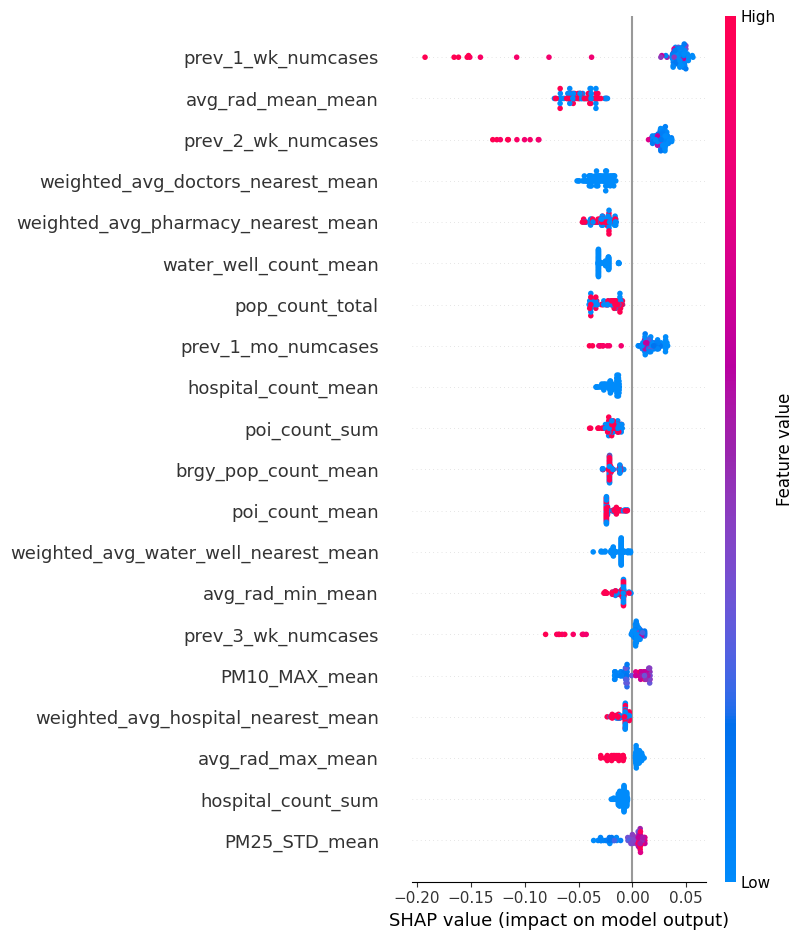 High
prev_1_wk_numcases
avg_rad_mean_mean
prev_2_wk_numcases
weighted_avg_doctors_nearest_mean
weighted_avg_pharmacy_nearest_mean
water_well_count_mean
pop_count_total
prev_1_mo_numcases
hospital_count_mean
poi_count_sum
brgy_pop_count_mean
poi_count_mean
weighted_avg_water_well_nearest_mean
avg_rad_min_mean
prev_3_wk_numcases
PM10_MAX_mean
weighted_avg_hospital_nearest_mean
avg_rad_max_mean
hospital_count_sum
PM25_STD_mean
Feature value
Low
−0.20 −0.15 −0.10 −0.05 0.00 0.05
SHAP value (impact on model output)